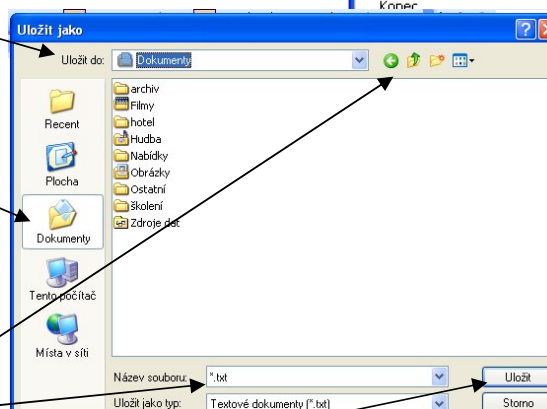 Konec
Uložit jako
Uložit do:
Dokumenty
Recent
Plocha
Dokumenty
Tento počítač
Místa v síti
archiv
Filmy
hotel
Hudba
Nabídky
Obrázky
Ostatní
školení
Zdroje dat
Název souboru:
*.txt
Uložit
Uložit jako typ:
Textové dokumenty (*.txt)
Storno